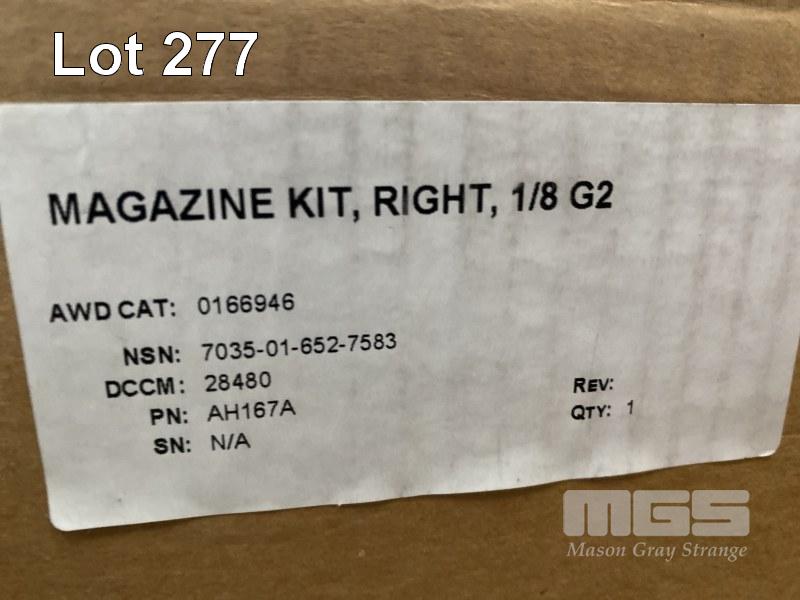 Lot 277
MAGAZINE KIT, RIGHT, 1/8 G2
AWD CAT: 0166946
NSN: 7035-01-652-7583
DCCM: 28480
PN: AH167A
SN: N/A
REV:
QTY: 1
MGS
Mason Gray Strange